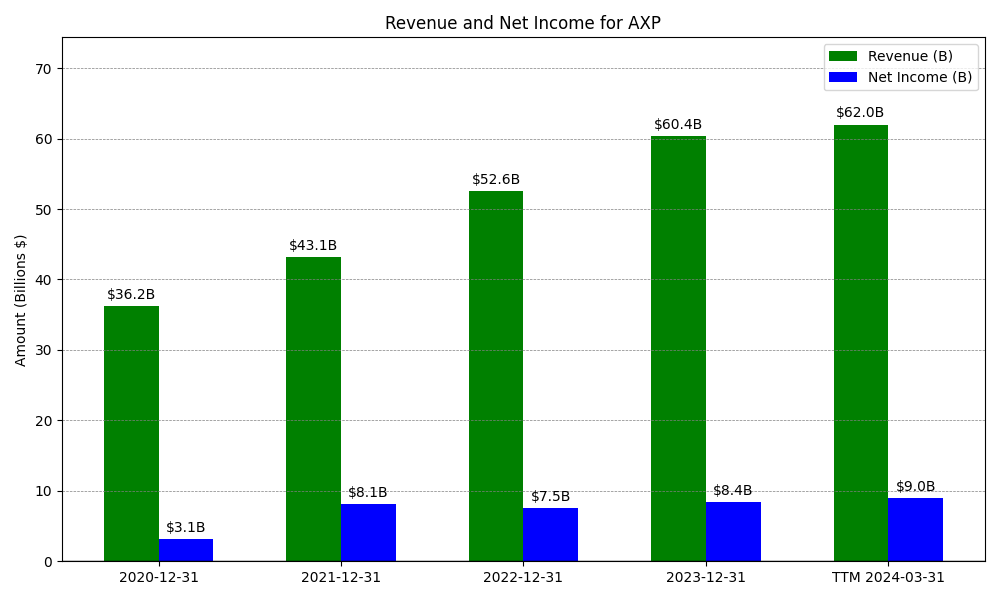 Revenue and Net Income for AXP
Revenue (B)
Net Income (B)
Amount (Billions $)
70
60
50
40
30
20
10
0
$36.2B
$3.1B
$43.1B
$8.1B
$52.6B
$7.5B
$60.4B
$8.4B
$62.0B
$9.0B
2020-12-31
2021-12-31
2022-12-31
2023-12-31
TTM 2024-03-31